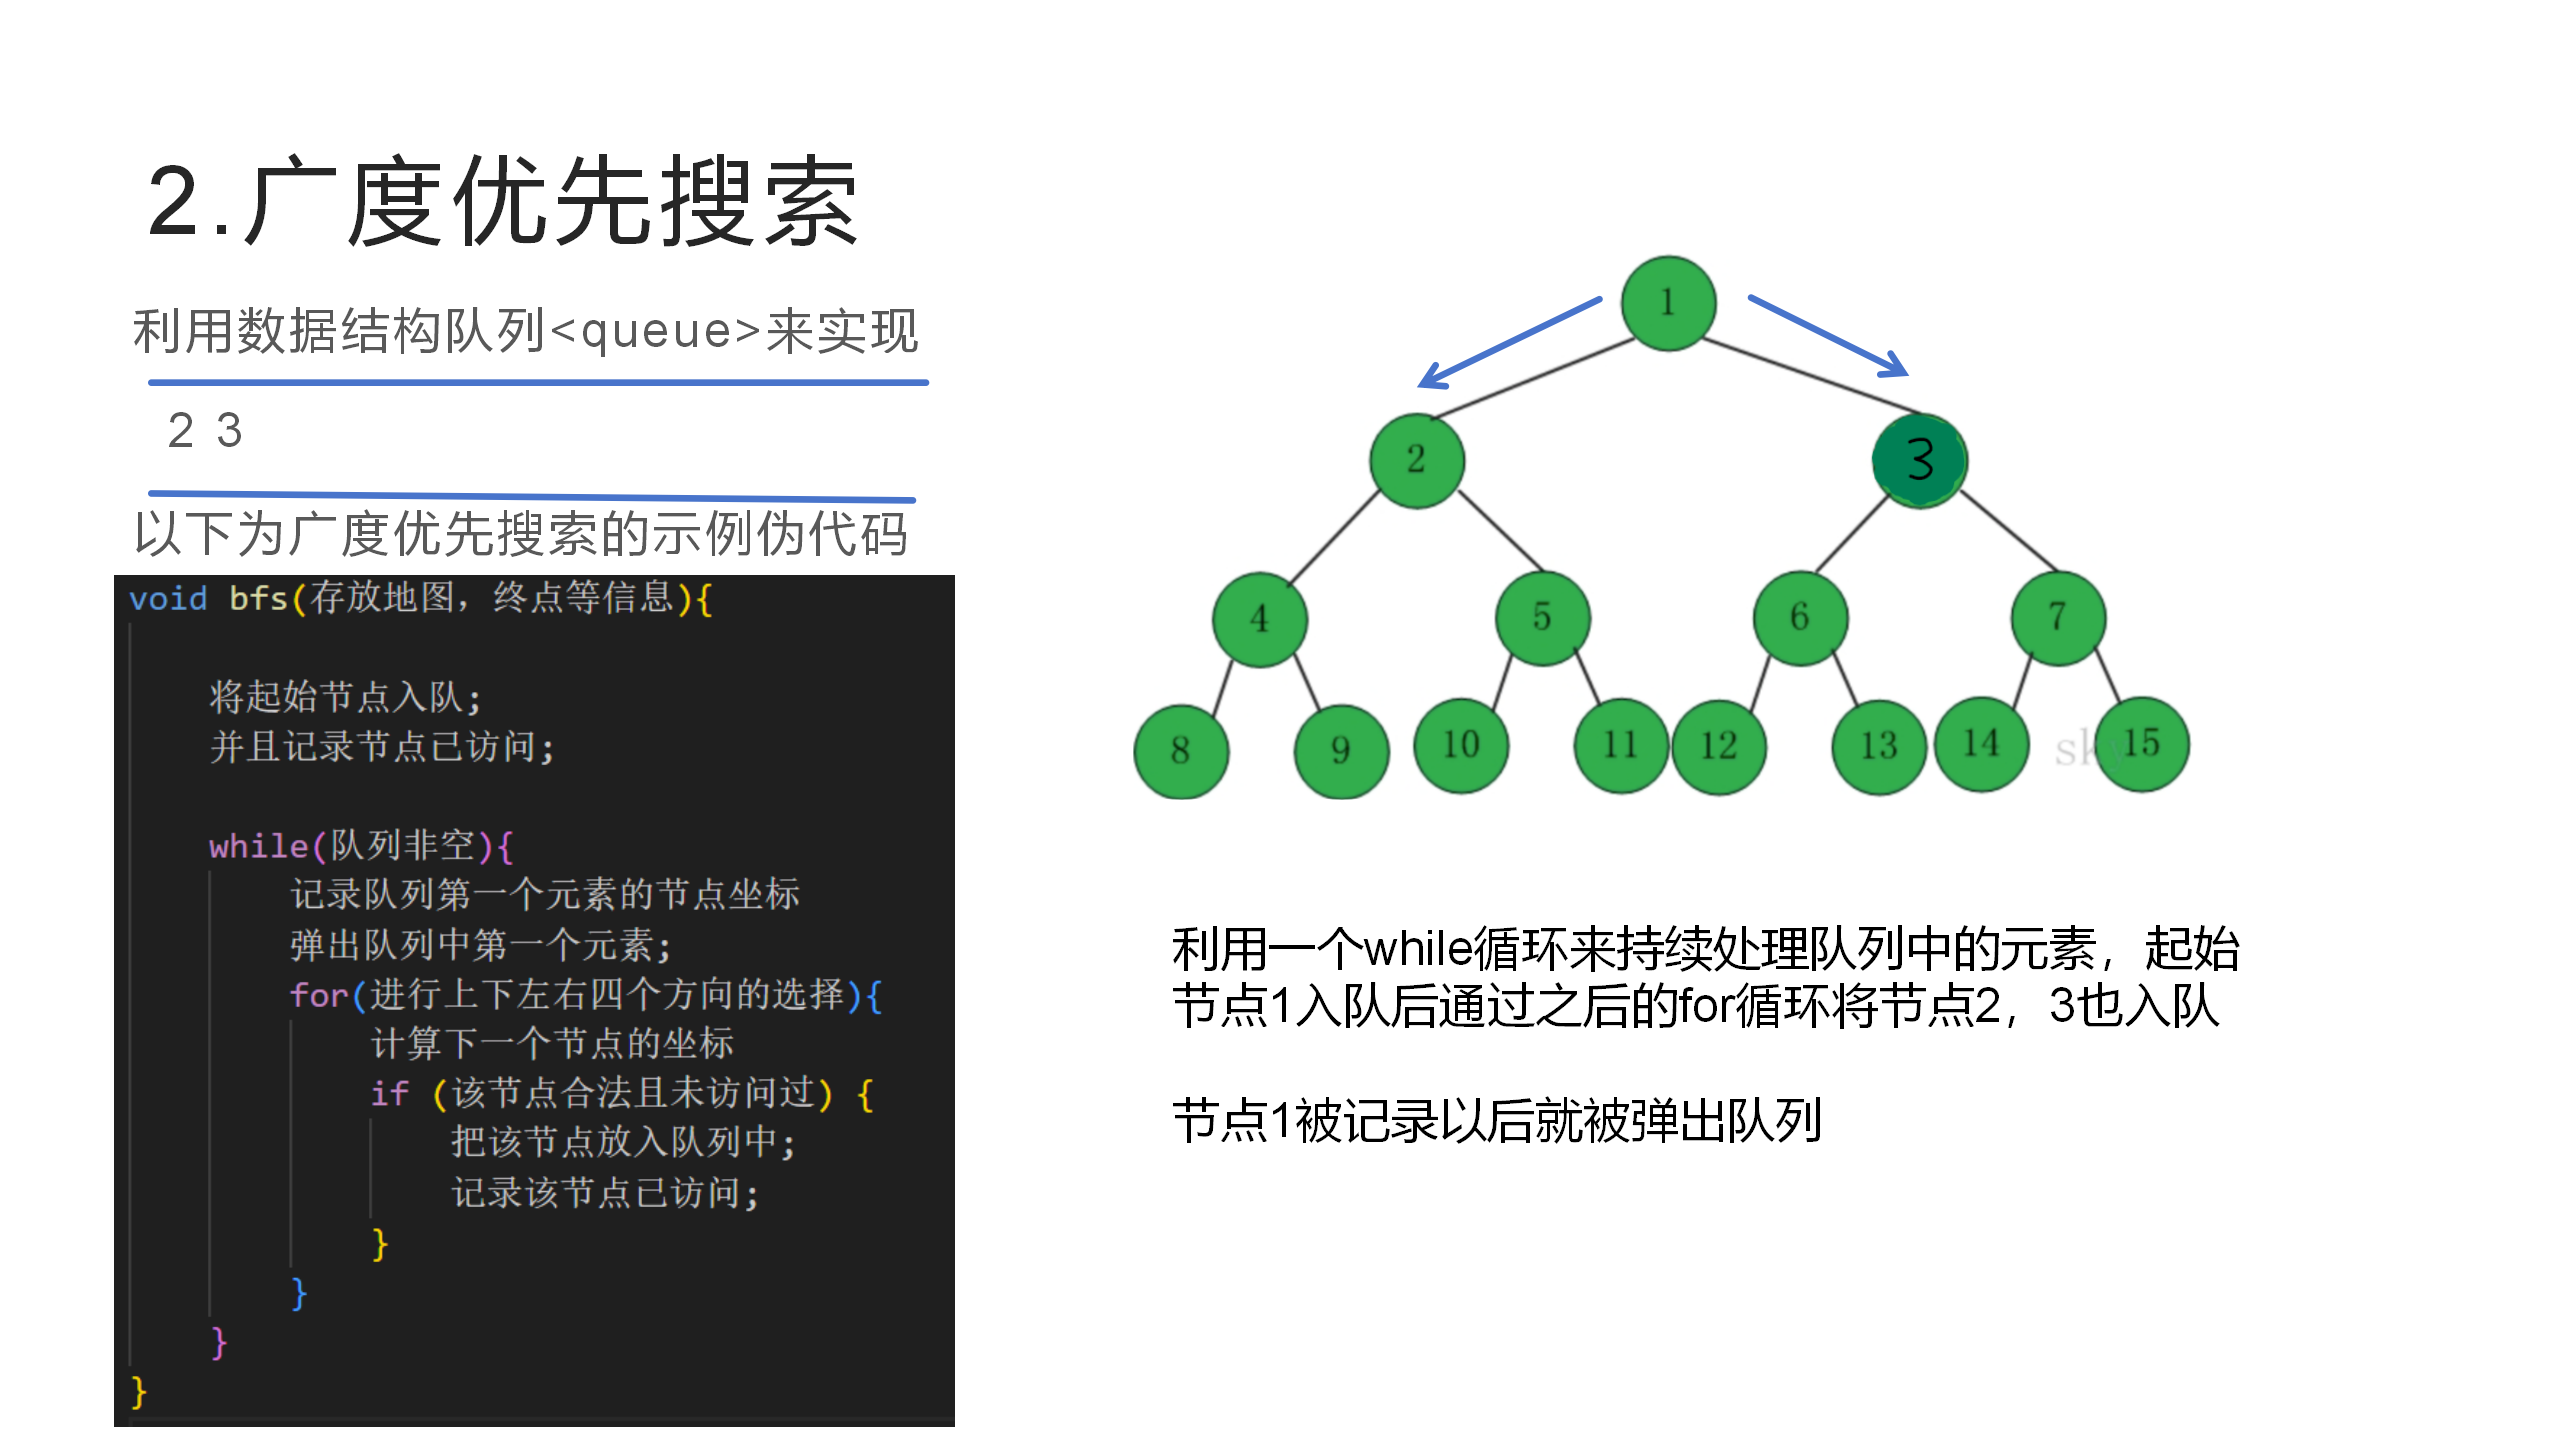 2.广度优先搜索
利用数据结构队列<queue>来实现
2 3
以下为广度优先搜索的示例伪代码
void bfs(存放地图，终点等信息){
将起始节点入队;
并且记录节点已访问;
while(队列非空){
记录队列第一个元素的节点坐标
弹出队列中第一个元素;
for(进行上下左右四个方向的选择){
计算下一个节点的坐标
if (该节点合法且未访问过) {
把该节点放入队列中;
记录该节点已访问;
}
}
}
}
1
2 3
4 5 6 7
8 9 10 11 12 13 14 sky 15
利用一个while循环来持续处理队列中的元素，起始
节点1入队后通过之后的for循环将节点2，3也入队
节点1被记录以后就被弹出队列